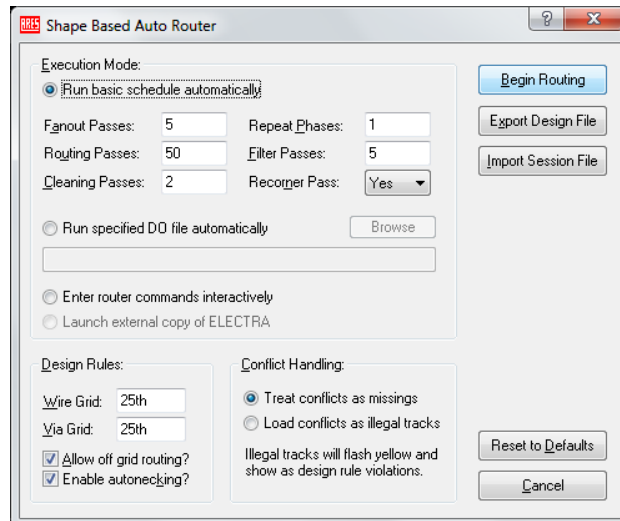 ARES Shape Based Auto Router
Execution Mode:
Run basic schedule automatically
Fanout Passes: 5 Repeat Phases: 1
Routing Passes: 50 Filter Passes: 5
Cleaning Passes: 2 Recorner Pass: Yes
Run specified DO file automatically Browse
Enter router commands interactively
Launch external copy of ELECTRA
Begin Routing
Export Design File
Import Session File
Design Rules:
Wire Grid: 25th
Via Grid: 25th
Allow off grid routing?
Enable autonecking?
Conflict Handling:
Treat conflicts as missings
Load conflicts as illegal tracks
Illegal tracks will flash yellow and
show as design rule violations.
Reset to Defaults
Cancel